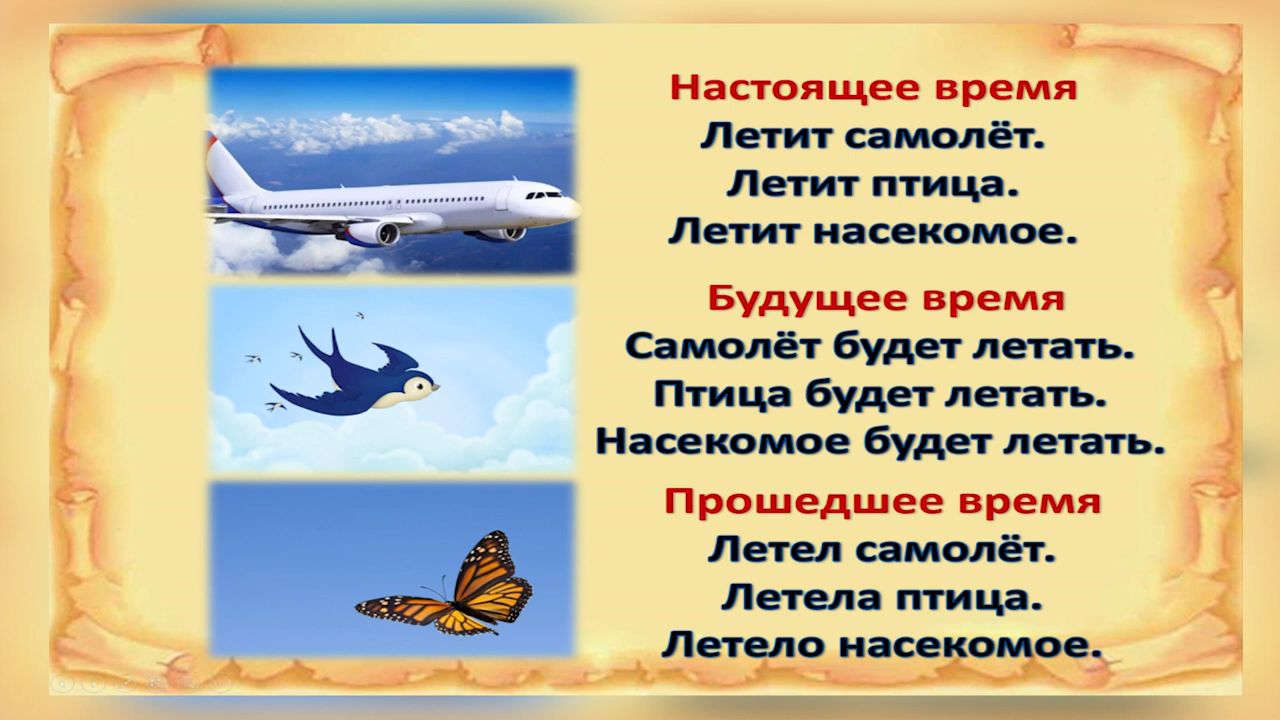 Настоящее время
Летит самолёт.
Летит птица.
Летит насекомое.
Будущее время
Самолёт будет летать.
Птица будет летать.
Насекомое будет летать.
Прошедшее время
Летел самолёт.
Летела птица.
Летело насекомое.